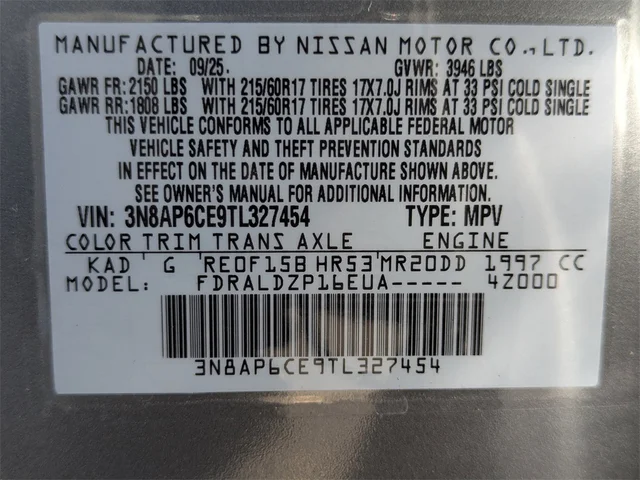 MANUFACTURED BY NISSAN MOTOR CO., LTD.
DATE: 09/25. GVWR: 3946 LBS
GAWR FR: 2150 LBS WITH 215/60R17 TIRES 17X7.0J RIMS AT 33 PSI COLD SINGLE
GAWR RR: 1808 LBS WITH 215/60R17 TIRES 17X7.0J RIMS AT 33 PSI COLD SINGLE
THIS VEHICLE CONFORMS TO ALL APPLICABLE FEDERAL MOTOR
VEHICLE SAFETY AND THEFT PREVENTION STANDARDS
IN EFFECT ON THE DATE OF MANUFACTURE SHOWN ABOVE.
SEE OWNER'S MANUAL FOR ADDITIONAL INFORMATION.
VIN: 3N8AP6CE9TL327454 TYPE: MPV
COLOR TRIM TRANS AXLE ENGINE
KAD G RE0F15B HR53 MR20DD 1997 CC
MODEL: FDRALDZP16EUA----- 4Z000
3N8AP6CE9TL327454